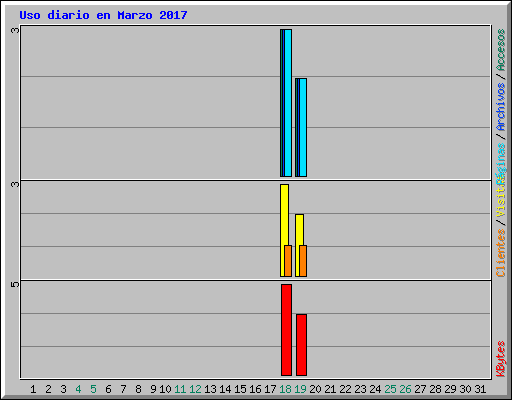 Uso diario en Marzo 2017
3
3
5
1 2 3 4 5 6 7 8 9 10 11 12 13 14 15 16 17 18 19 20 21 22 23 24 25 26 27 28 29 30 31
/ Archivos / Accesos
Clientes /
KBytes